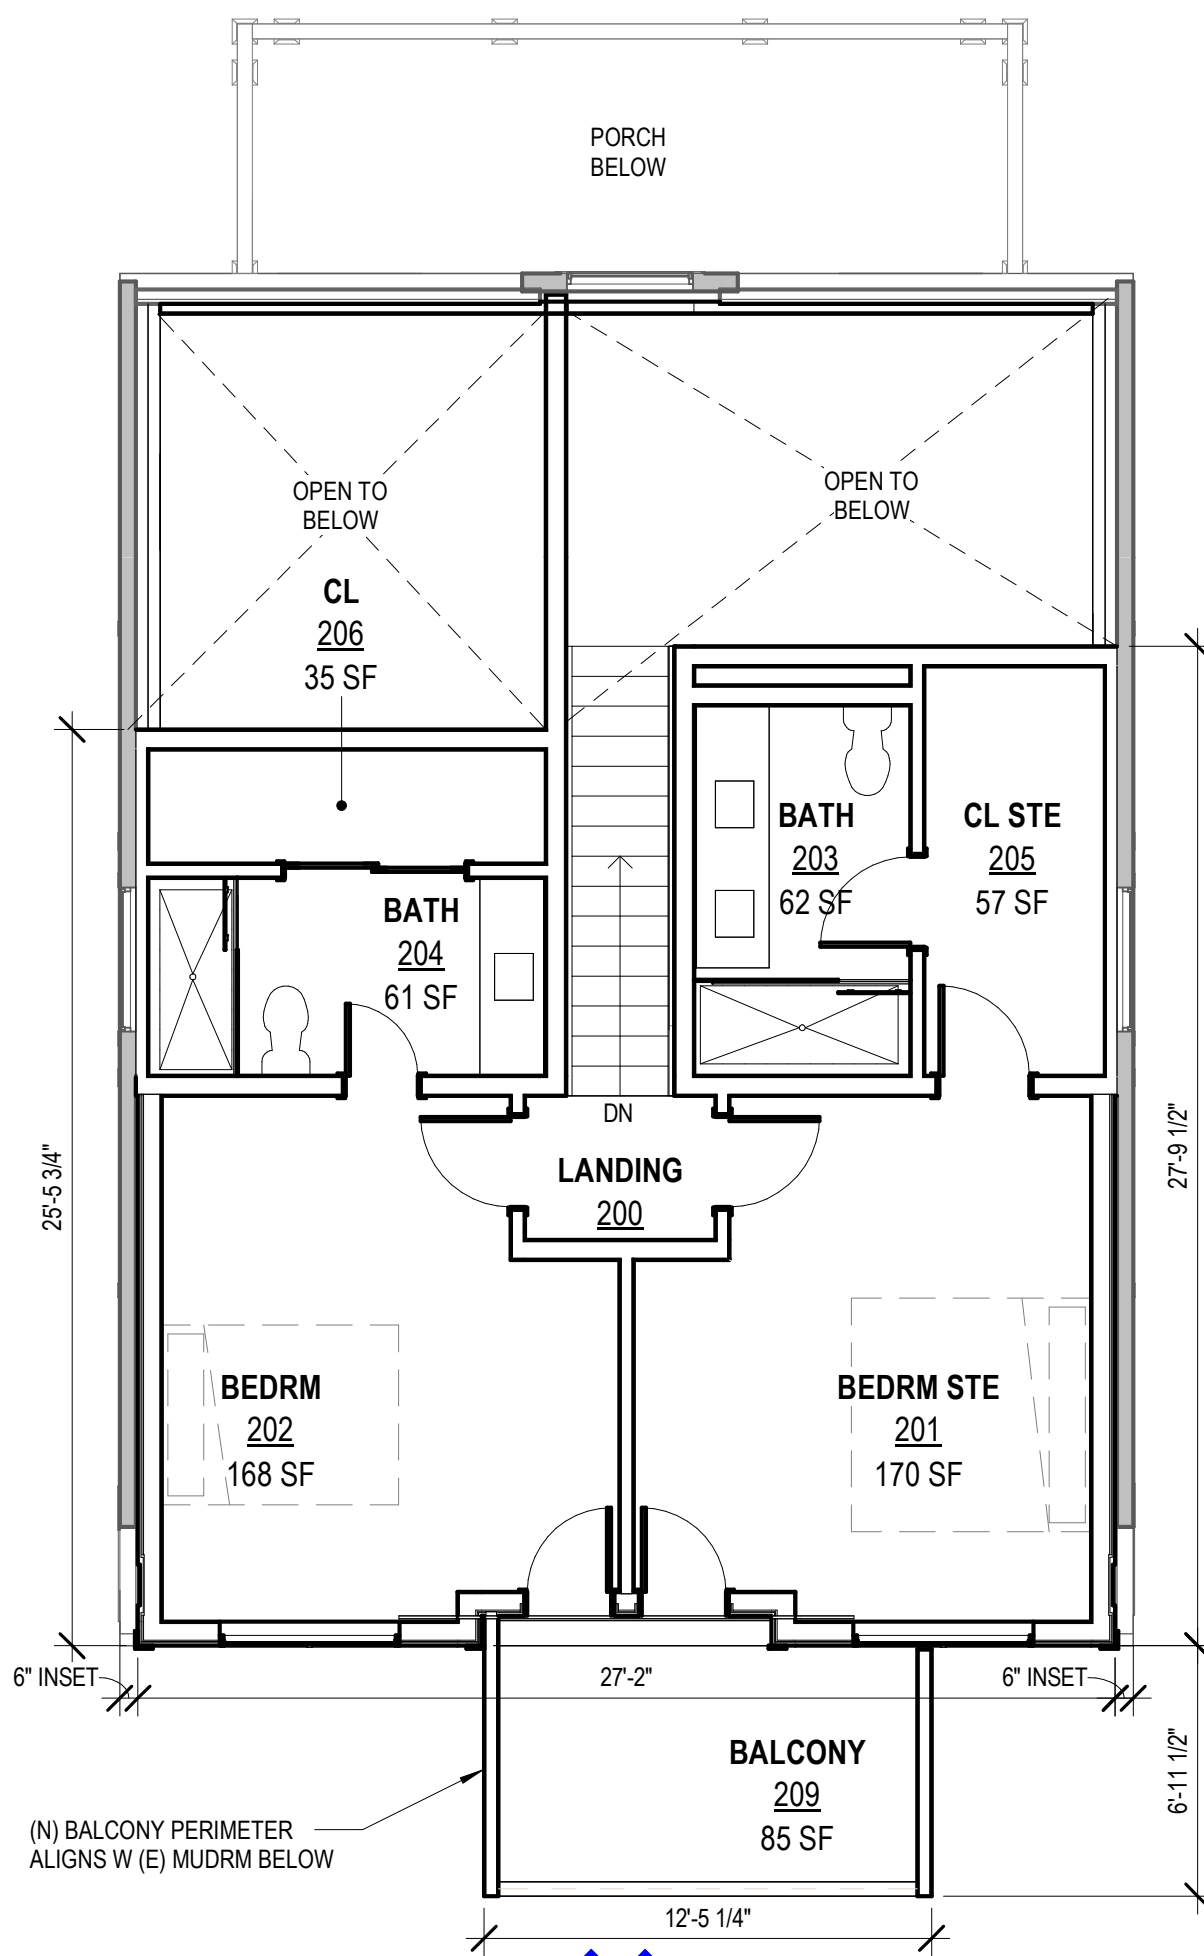 PORCH
BELOW
OPEN TO
BELOW
OPEN TO
BELOW
CL
206
35 SF
BATH
203
62 SF
CL STE
205
57 SF
BATH
204
61 SF
DN
LANDING
200
25'-5 3/4"
27'-9 1/2"
BEDRM
202
168 SF
BEDRM STE
201
170 SF
6" INSET
27'-2"
6" INSET
BALCONY
209
85 SF
6'-11 1/2"
(N) BALCONY PERIMETER
ALIGNS W (E) MUDRM BELOW
12'-5 1/4"